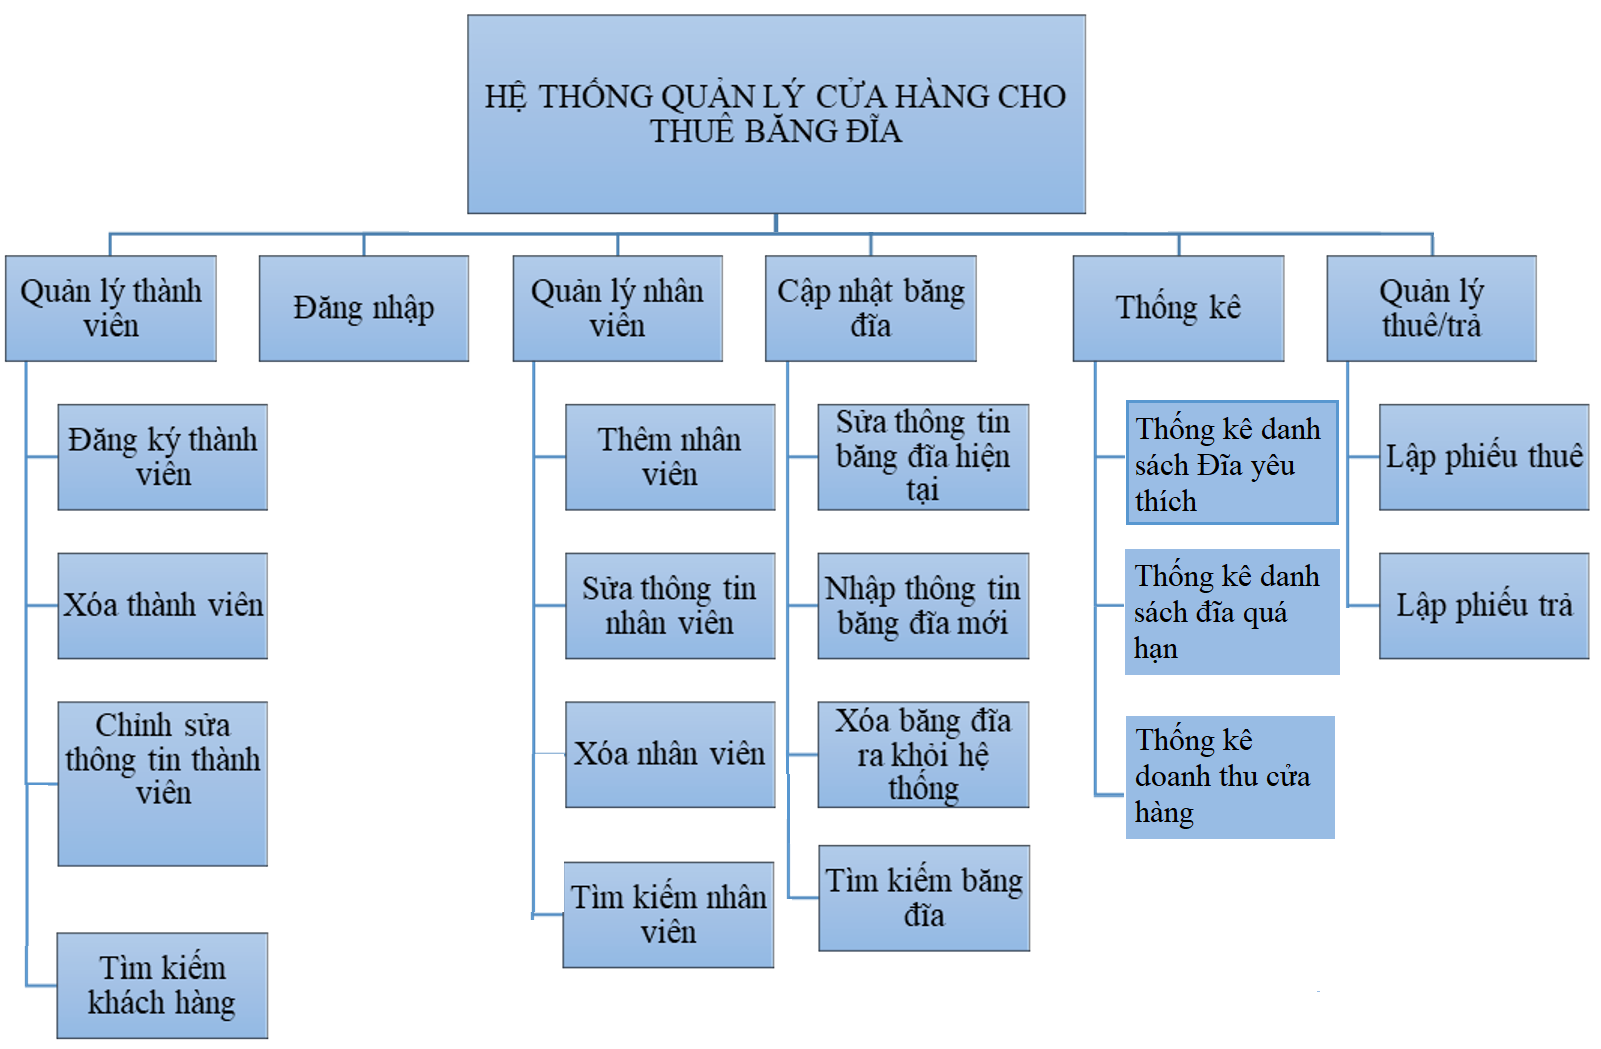 HỆ THỐNG QUẢN LÝ CỬA HÀNG CHO
THUÊ BĂNG ĐĨA
Quản lý thành
viên
Đăng nhập
Quản lý nhân
viên
Cập nhật băng
đĩa
Thống kê
Quản lý
thuê/trả
Đăng ký thành
viên
Xóa thành viên
Chỉnh sửa
thông tin thành
viên
Tìm kiếm
khách hàng
Thêm nhân
viên
Sửa thông tin
nhân viên
Xóa nhân viên
Tìm kiếm nhân
viên
Sửa thông tin
băng đĩa hiện
tại
Nhập thông tin
băng đĩa mới
Xóa băng đĩa
ra khỏi hệ
thống
Tìm kiếm băng
đĩa
Thống kê danh
sách Đĩa yêu
thích
Thống kê danh
sách đĩa quá
hạn
Thống kê
doanh thu cửa
hàng
Lập phiếu thuê
Lập phiếu trả